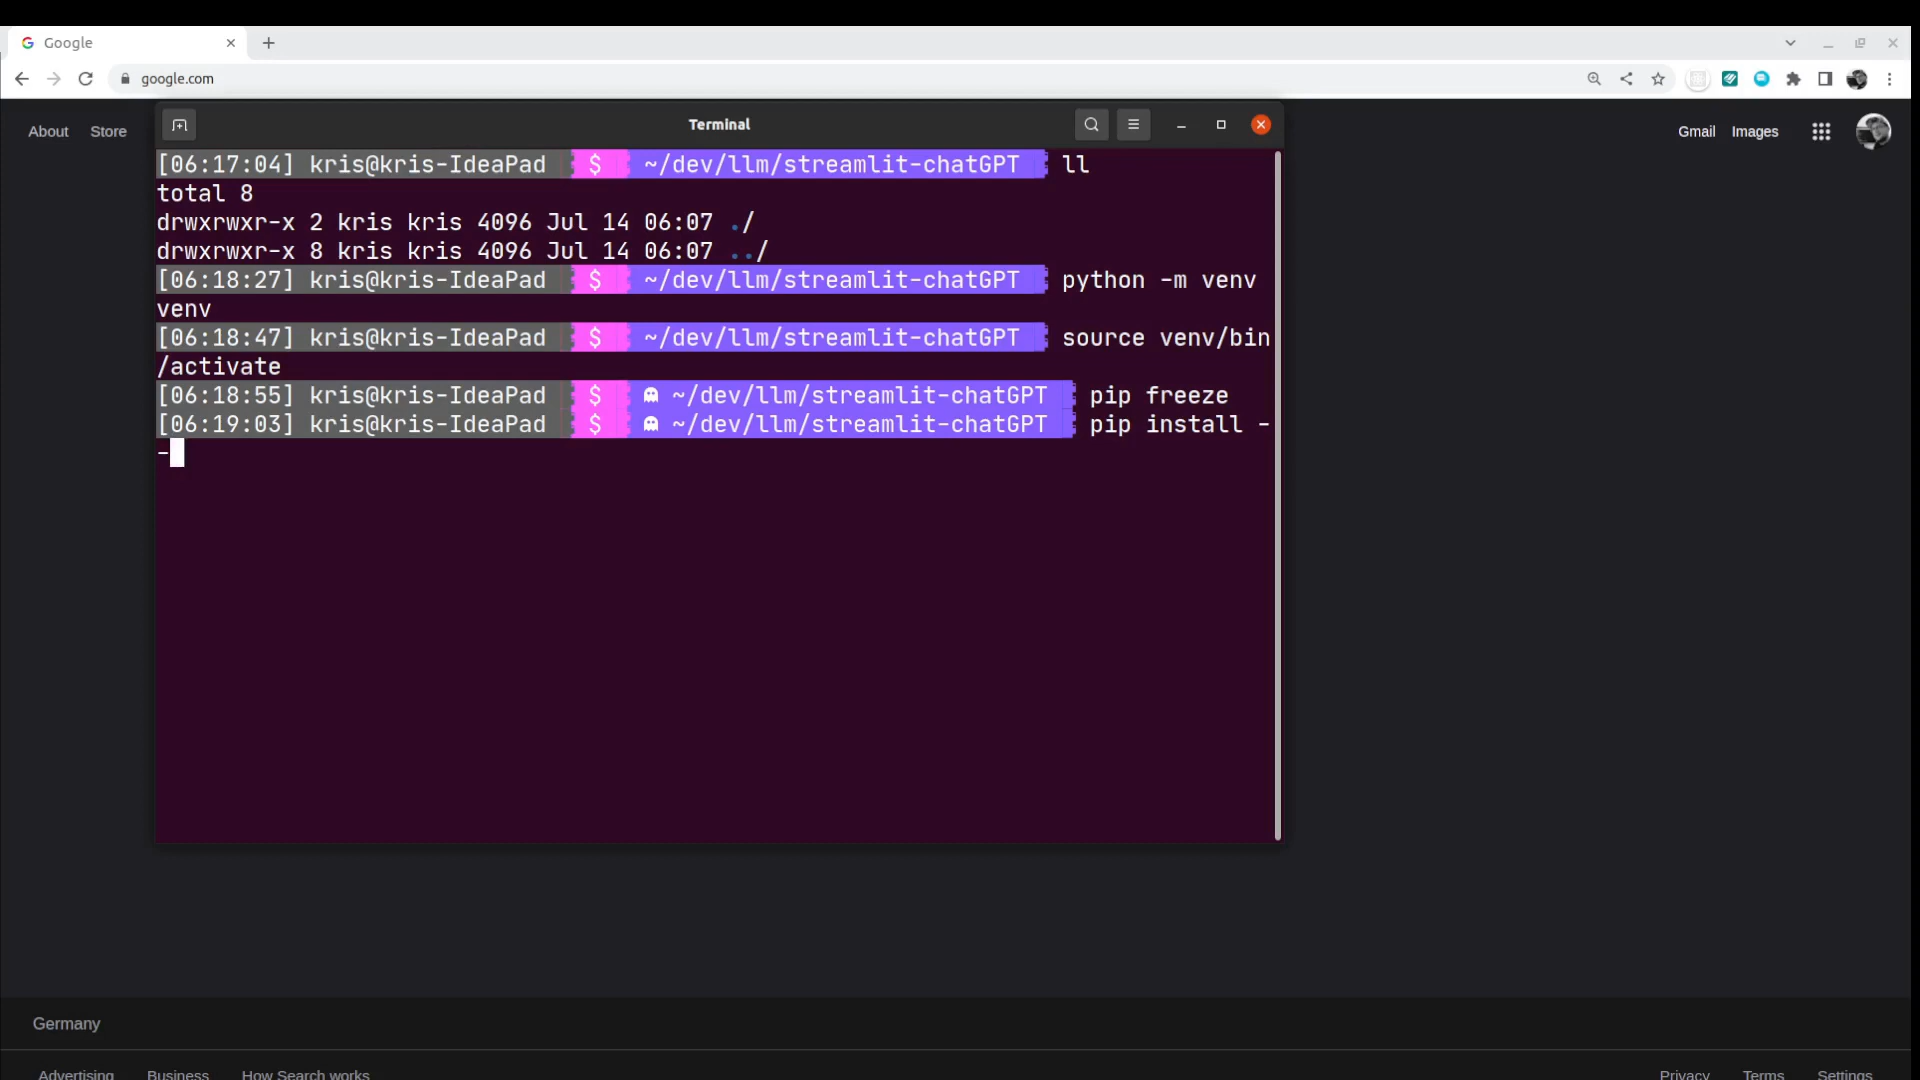 Google
google.com
About Store
Gmail Images
Terminal
[06:17:04] kris@kris-IdeaPad $ ~/dev/llm/streamlit-chatGPT ll
total 8
drwxrwxr-x 2 kris kris 4096 Jul 14 06:07 ./
drwxrwxr-x 8 kris kris 4096 Jul 14 06:07 ../
[06:18:27] kris@kris-IdeaPad $ ~/dev/llm/streamlit-chatGPT python -m venv
venv
[06:18:47] kris@kris-IdeaPad $ ~/dev/llm/streamlit-chatGPT source venv/bin
/activate
[06:18:55] kris@kris-IdeaPad $ ~/dev/llm/streamlit-chatGPT pip freeze
[06:19:03] kris@kris-IdeaPad $ ~/dev/llm/streamlit-chatGPT pip install -
-
Germany
Advertising Business How Search works
Privacy Terms Settings